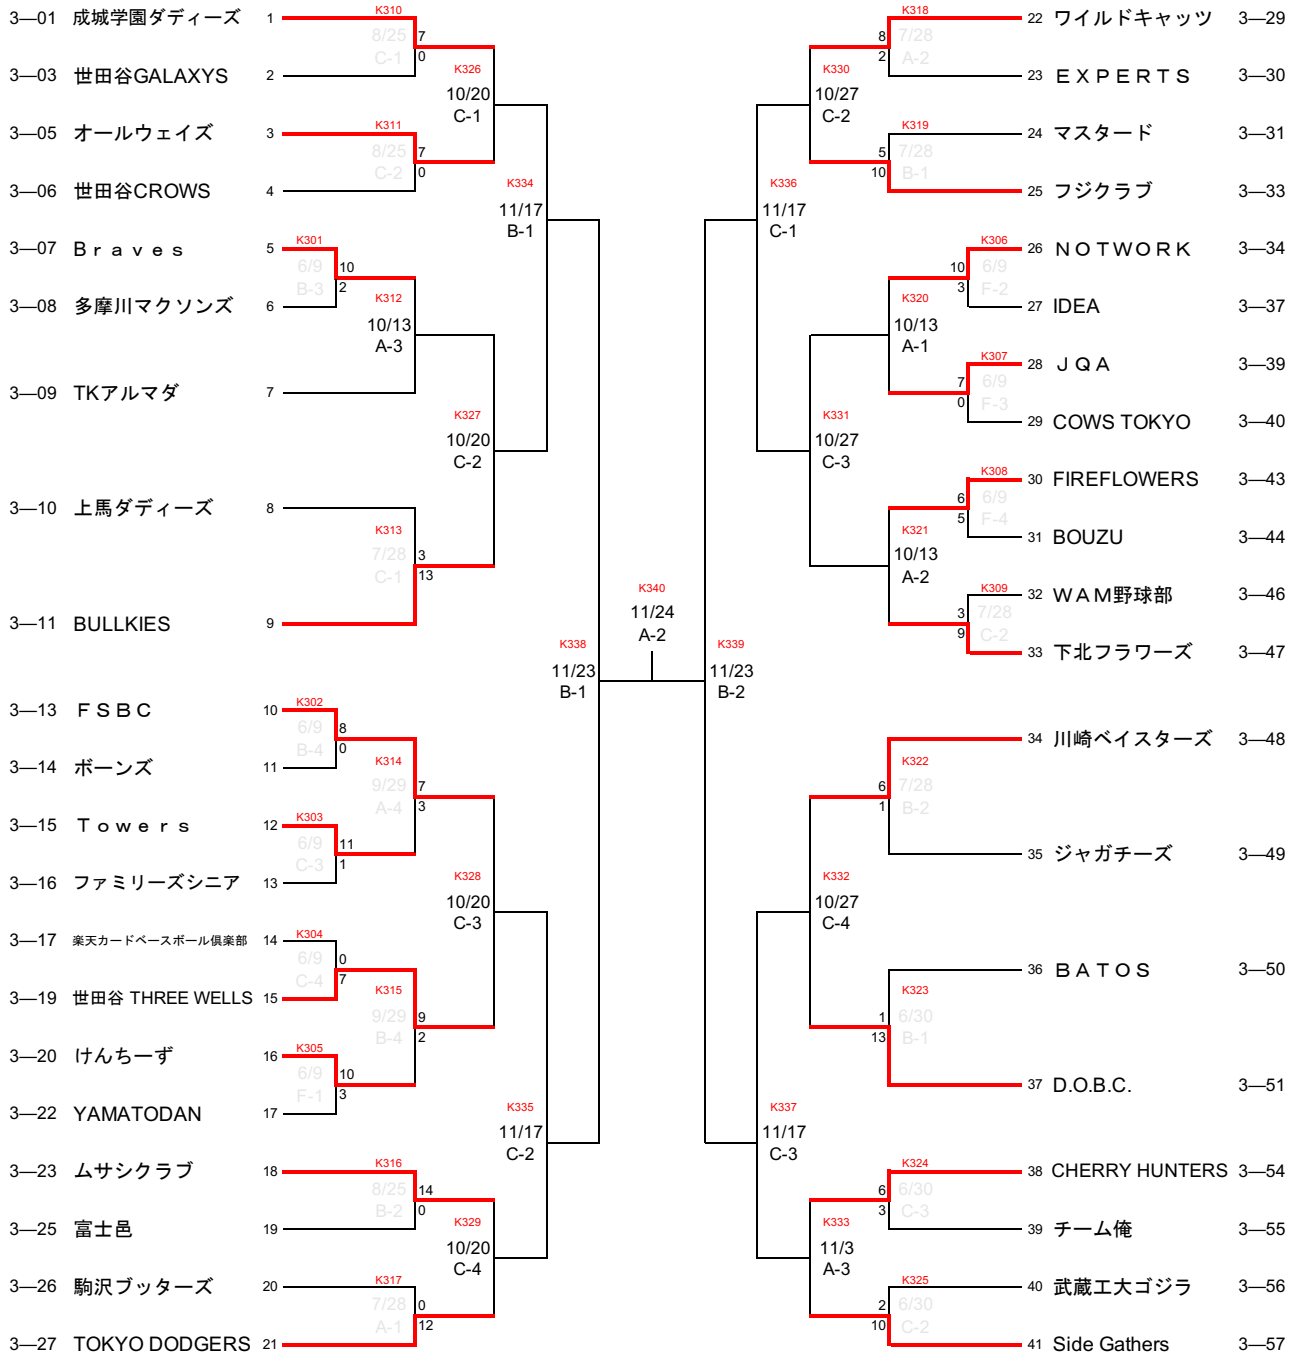 3—01 成城学園ダディーズ 1
K310
8/25 7
C-1 0
3—03 世田谷GALAXYS 2
K326
10/20
C-1
3—05 オールウェイズ 3
K311
8/25 7
C-2 0
3—06 世田谷CROWS 4
K334
11/17
B-1
3—07 Ｂｒａｖｅｓ 5
K301
6/9 10
B-3 2
3—08 多摩川マクソンズ 6
K312
10/13
A-3
3—09 TKアルマダ 7
K327
10/20
C-2
3—10 上馬ダディーズ 8
K313
7/28 3
C-1 13
3—11 BULLKIES 9
K338
11/23
B-1
3—13 ＦＳＢＣ 10
K302
6/9 8
B-4 0
3—14 ボーンズ 11
K314
9/29 7
A-4 3
3—15 Ｔｏｗｅｒｓ 12
K303
6/9 11
C-3 1
3—16 ファミリーズシニア 13
K328
10/20
C-3
3—17 楽天カードベースボール倶楽部 14
K304
6/9 0
C-4 7
3—19 世田谷 THREE WELLS 15
K315
9/29 9
B-4 2
3—20 けんちーず 16
K305
6/9 10
F-1 3
3—22 YAMATODAN 17
K335
11/17
C-2
3—23 ムサシクラブ 18
K316
8/25 14
B-2 0
3—25 富士邑 19
K329
10/20
C-4
3—26 駒沢ブッターズ 20
K317
7/28 0
A-1 12
3—27 TOKYO DODGERS 21
K340
11/24
A-2
K318
22 ワイルドキャッツ 3—29
8 7/28
2 A-2
23 ＥＸＰＥＲＴＳ 3—30
K330
10/27
C-2
24 マスタード 3—31
K319
5 7/28
10 B-1
25 フジクラブ 3—33
K336
11/17
C-1
26 ＮＯＴＷＯＲＫ 3—34
K306
10 6/9
3 F-2
27 IDEA 3—37
K320
10/13
A-1
28 ＪＱＡ 3—39
K307
7 6/9
0 F-3
29 COWS TOKYO 3—40
K331
10/27
C-3
30 FIREFLOWERS 3—43
K308
6 6/9
5 F-4
31 BOUZU 3—44
K321
10/13
A-2
32 ＷＡＭ野球部 3—46
K309
3 7/28
9 C-2
33 下北フラワーズ 3—47
K339
11/23
B-2
34 川崎ベイスターズ 3—48
K322
6 7/28
1 B-2
35 ジャガチーズ 3—49
K332
10/27
C-4
36 ＢＡＴＯＳ 3—50
K323
1 6/30
13 B-1
37 D.O.B.C. 3—51
K337
11/17
C-3
38 CHERRY HUNTERS 3—54
K324
6 6/30
3 C-3
39 チーム俺 3—55
K333
11/3
A-3
40 武蔵工大ゴジラ 3—56
K325
2 6/30
10 C-2
41 Side Gathers 3—57